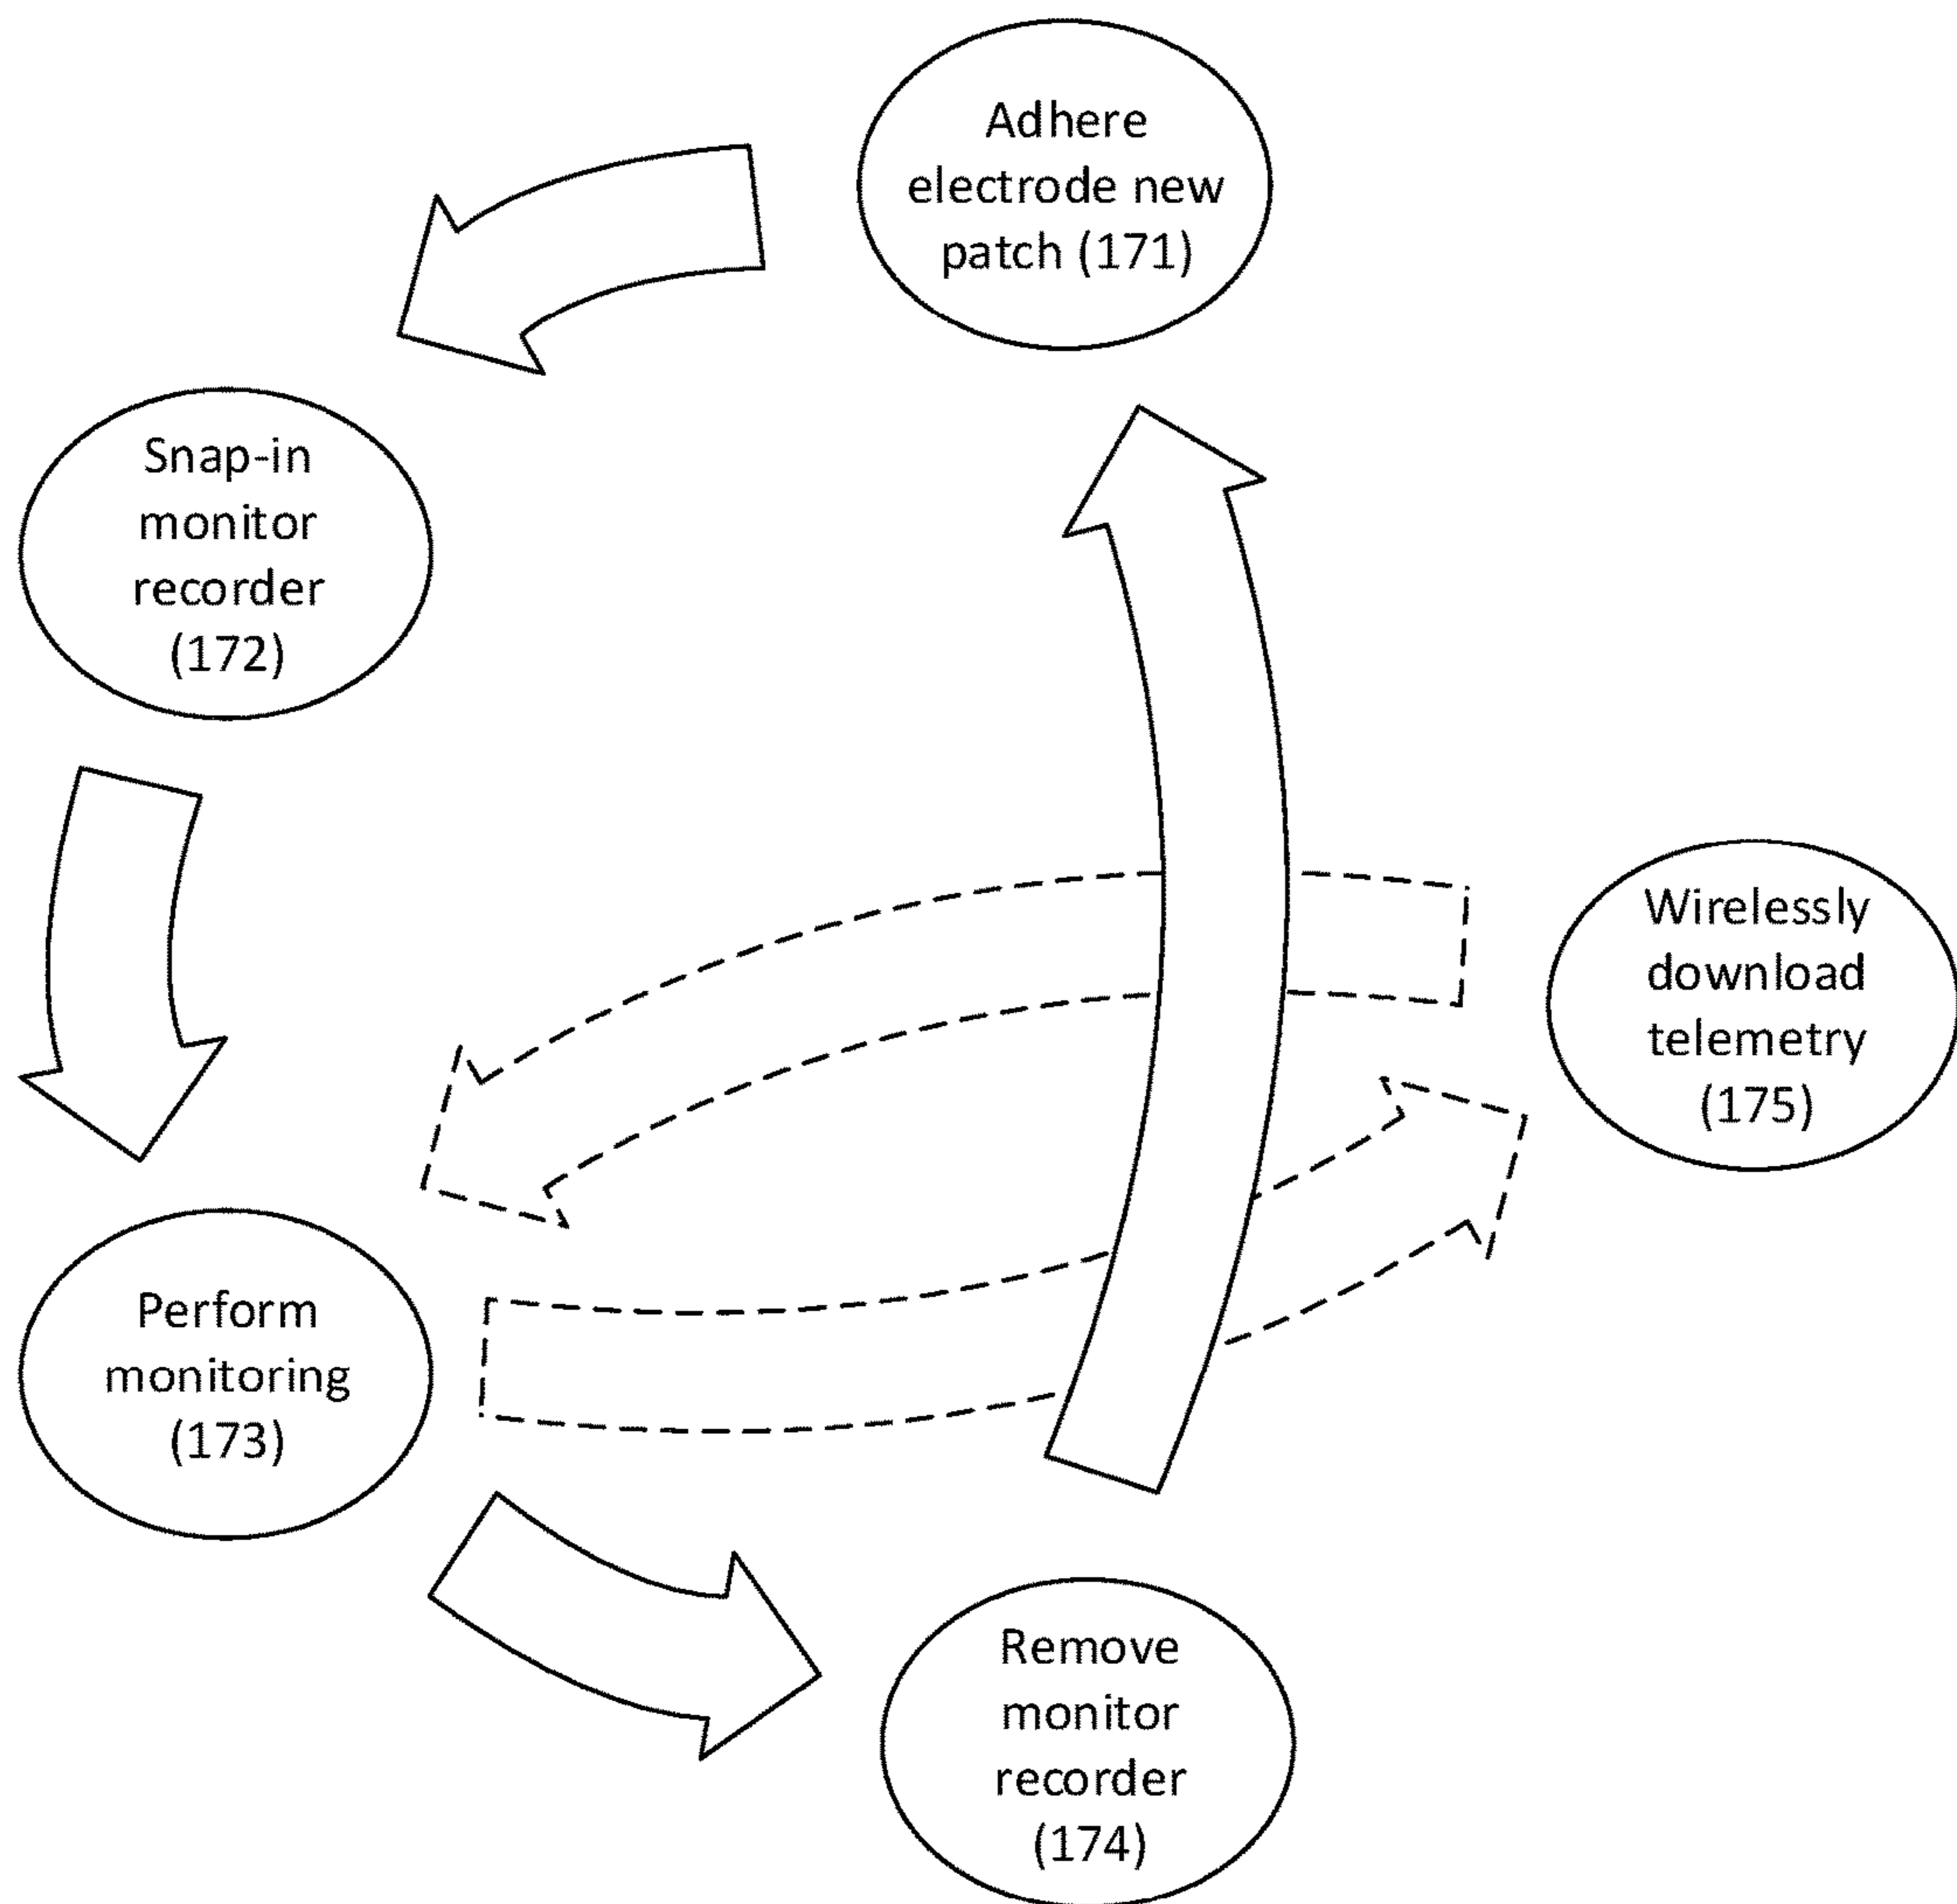 Adhere
electrode new
patch (171)
Snap-in
monitor
recorder
(172)
Wirelessly
download
telemetry
(175)
Perform
monitoring
(173)
Remove
monitor
recorder
(174)